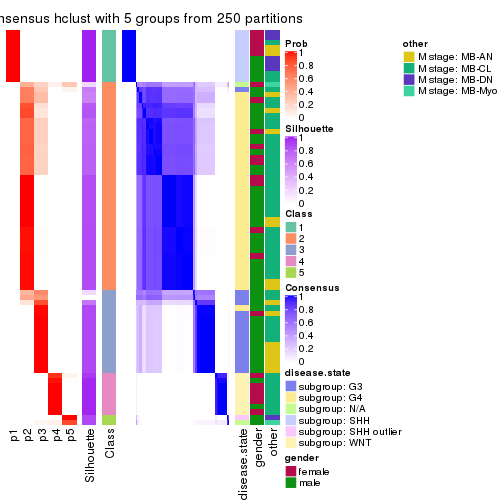 nsensus hclust with 5 groups from 250 partitions
Prob
1
0.8
0.6
0.4
0.2
0
Silhouette
1
0.8
0.6
0.4
0.2
0
Class
1
2
3
4
5
Consensus
1
0.8
0.6
0.4
0.2
0
disease.state
subgroup: G3
subgroup: G4
subgroup: N/A
subgroup: SHH
subgroup: SHH outlier
subgroup: WNT
gender
female
male
other
M stage: MB-AN
M stage: MB-CL
M stage: MB-DN
M stage: MB-Myo
p1
p2
p3
p4
p5
Silhouette
Class
disease.state
gender
other